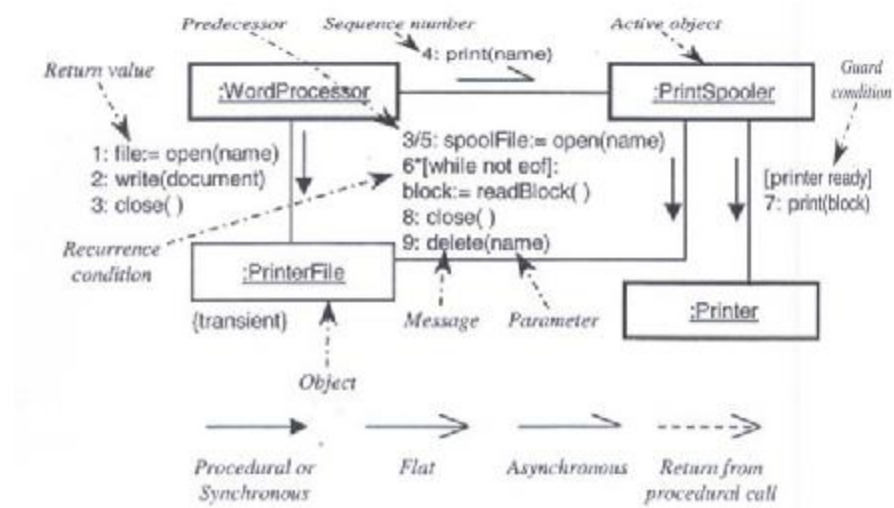 Predecessor
Sequence number
Active object
4: print(name)
Return value
Guard
condition
:WordProcessor
:PrintSpooler
1: file:= open(name)
2: write(document)
3: close( )
3/5: spoolFile:= open(name)
6*[while not eof]:
block:= readBlock( )
8: close( )
9: delete(name)
[printer ready]
7: print(block)
Recurrence
condition
:PrinterFile
{transient}
Message
Parameter
:Printer
Object
Procedural or
Synchronous
Flat
Asynchronous
Return from
procedural call